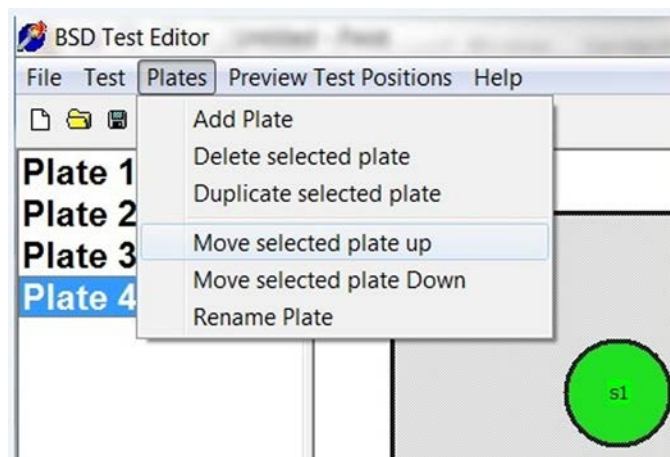 BSD Test Editor
File Test Plates Preview Test Positions Help
Add Plate
Delete selected plate
Duplicate selected plate
Move selected plate up
Move selected plate Down
Rename Plate
Plate 1
Plate 2
Plate 3
Plate 4
s1